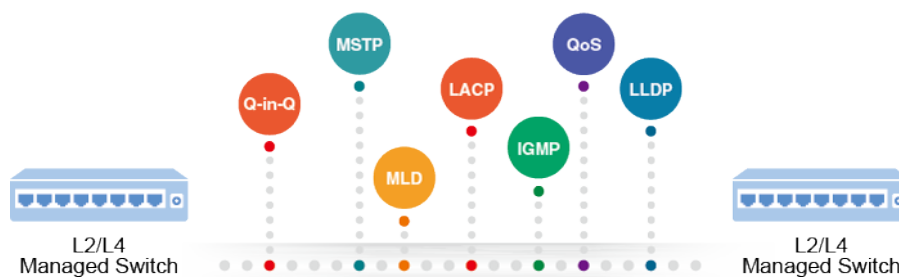 MSTP
QoS
Q-in-Q
LACP
LLDP
IGMP
MLD
L2/L4
Managed Switch
L2/L4
Managed Switch